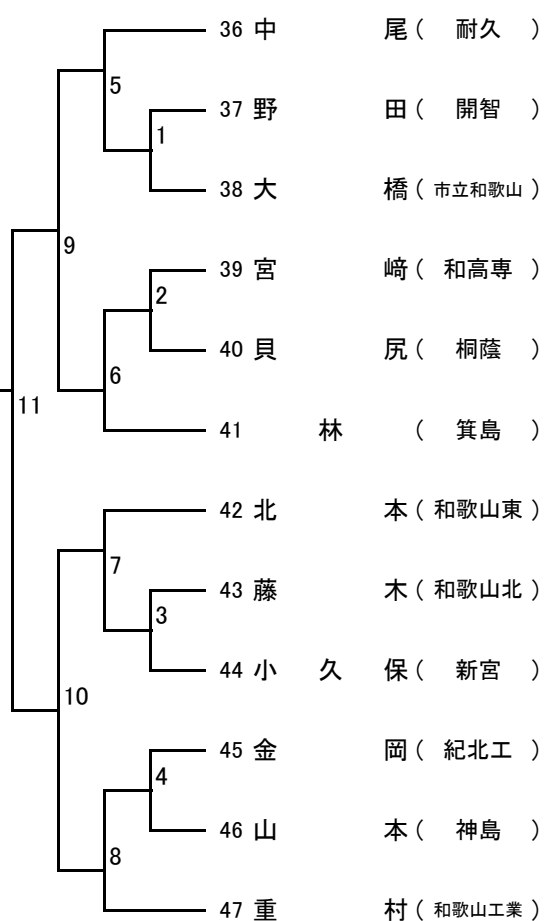 36 中 尾 ( 耐久 )
5
37 野 田 ( 開智 )
1
38 大 橋 ( 市立和歌山 )
9
39 宮 﨑 ( 和高専 )
2
40 貝 尻 ( 桐蔭 )
6
11
41 林 ( 箕島 )
42 北 本 ( 和歌山東 )
7
43 藤 木 ( 和歌山北 )
3
44 小 久 保 ( 新宮 )
10
45 金 岡 ( 紀北工 )
4
46 山 本 ( 神島 )
8
47 重 村 ( 和歌山工業 )